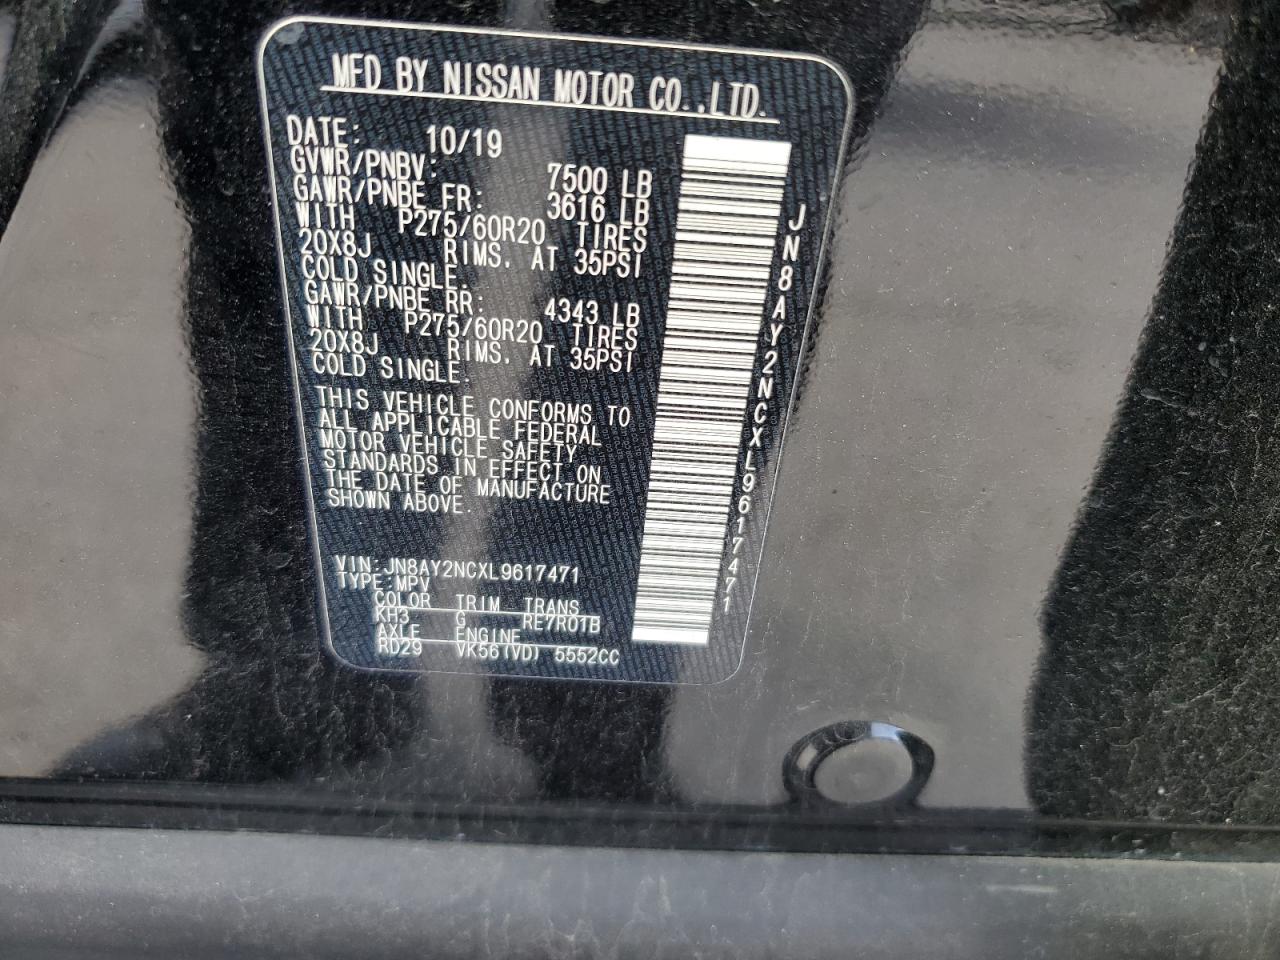 MFD BY NISSAN MOTOR CO.,LTD.
DATE: 10/19
GVWR/PNBV: 7500 LB
GAWR/PNBE FR: 3616 LB
WITH P275/60R20 TIRES
20X8J RIMS. AT 35PSI
COLD SINGLE.
GAWR/PNBE RR: 4343 LB
WITH P275/60R20 TIRES
20X8J RIMS. AT 35PSI
COLD SINGLE.
THIS VEHICLE CONFORMS TO
ALL APPLICABLE FEDERAL
MOTOR VEHICLE SAFETY
STANDARDS IN EFFECT ON
THE DATE OF MANUFACTURE
SHOWN ABOVE.
VIN:JN8AY2NCXL9617471
TYPE:MPV
COLOR TRIM TRANS
KH3 G RE7R01B
AXLE ENGINE
RD29 VK56(VD) 5552CC
JN8AY2NCXL9617471